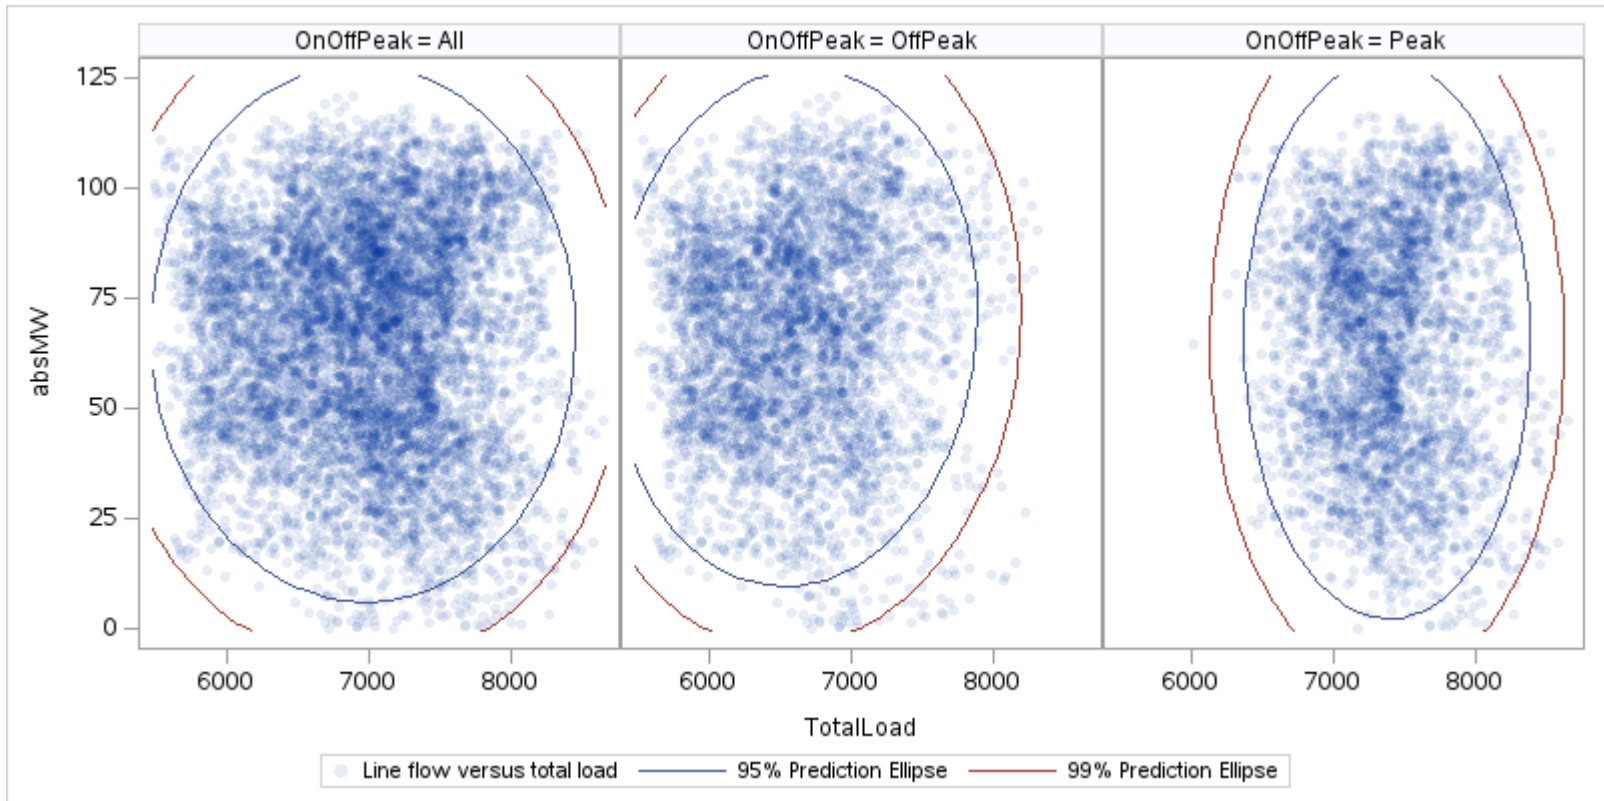 OnOffPeak = All
OnOffPeak = OffPeak
OnOffPeak = Peak
absMW
125
100
75
50
25
0
6000 7000 8000
6000 7000 8000
6000 7000 8000
TotalLoad
Line flow versus total load 95% Prediction Ellipse 99% Prediction Ellipse